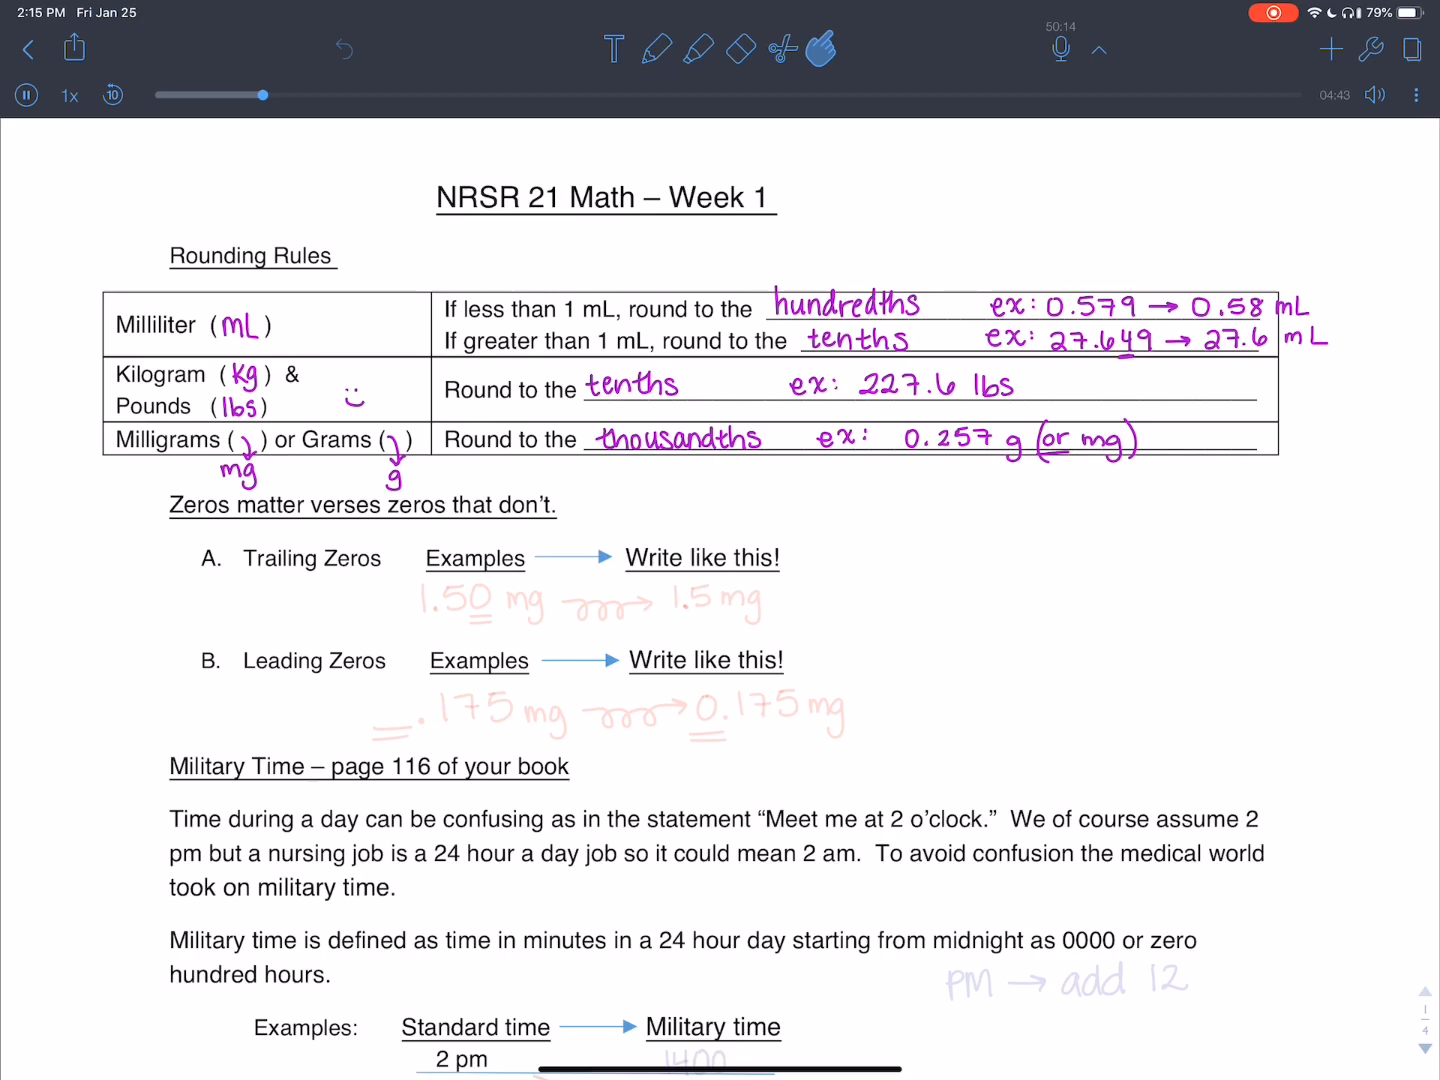 2:15 PM Fri Jan 25
79%
50:14
T
1x
10
04:43
NRSR 21 Math – Week 1
Rounding Rules
Milliliter (mL)
If less than 1 mL, round to the hundredths ex: 0.579 → 0.58 mL
If greater than 1 mL, round to the tenths ex: 27.649 → 27.6 mL
Kilogram (kg) &
Pounds (lbs)
Round to the tenths ex: 227.6 lbs
Milligrams ( ) or Grams ( )
mg g
Round to the thousandths ex: 0.257 g (or mg)
Zeros matter verses zeros that don't.
A. Trailing Zeros Examples → Write like this!
1.50 mg → 1.5 mg
B. Leading Zeros Examples → Write like this!
_.175 mg → 0.175 mg
Military Time – page 116 of your book
Time during a day can be confusing as in the statement “Meet me at 2 o’clock.” We of course assume 2
pm but a nursing job is a 24 hour a day job so it could mean 2 am. To avoid confusion the medical world
took on military time.
Military time is defined as time in minutes in a 24 hour day starting from midnight as 0000 or zero
hundred hours.
PM → add 12
Examples: Standard time → Military time
2 pm 1400
1
4